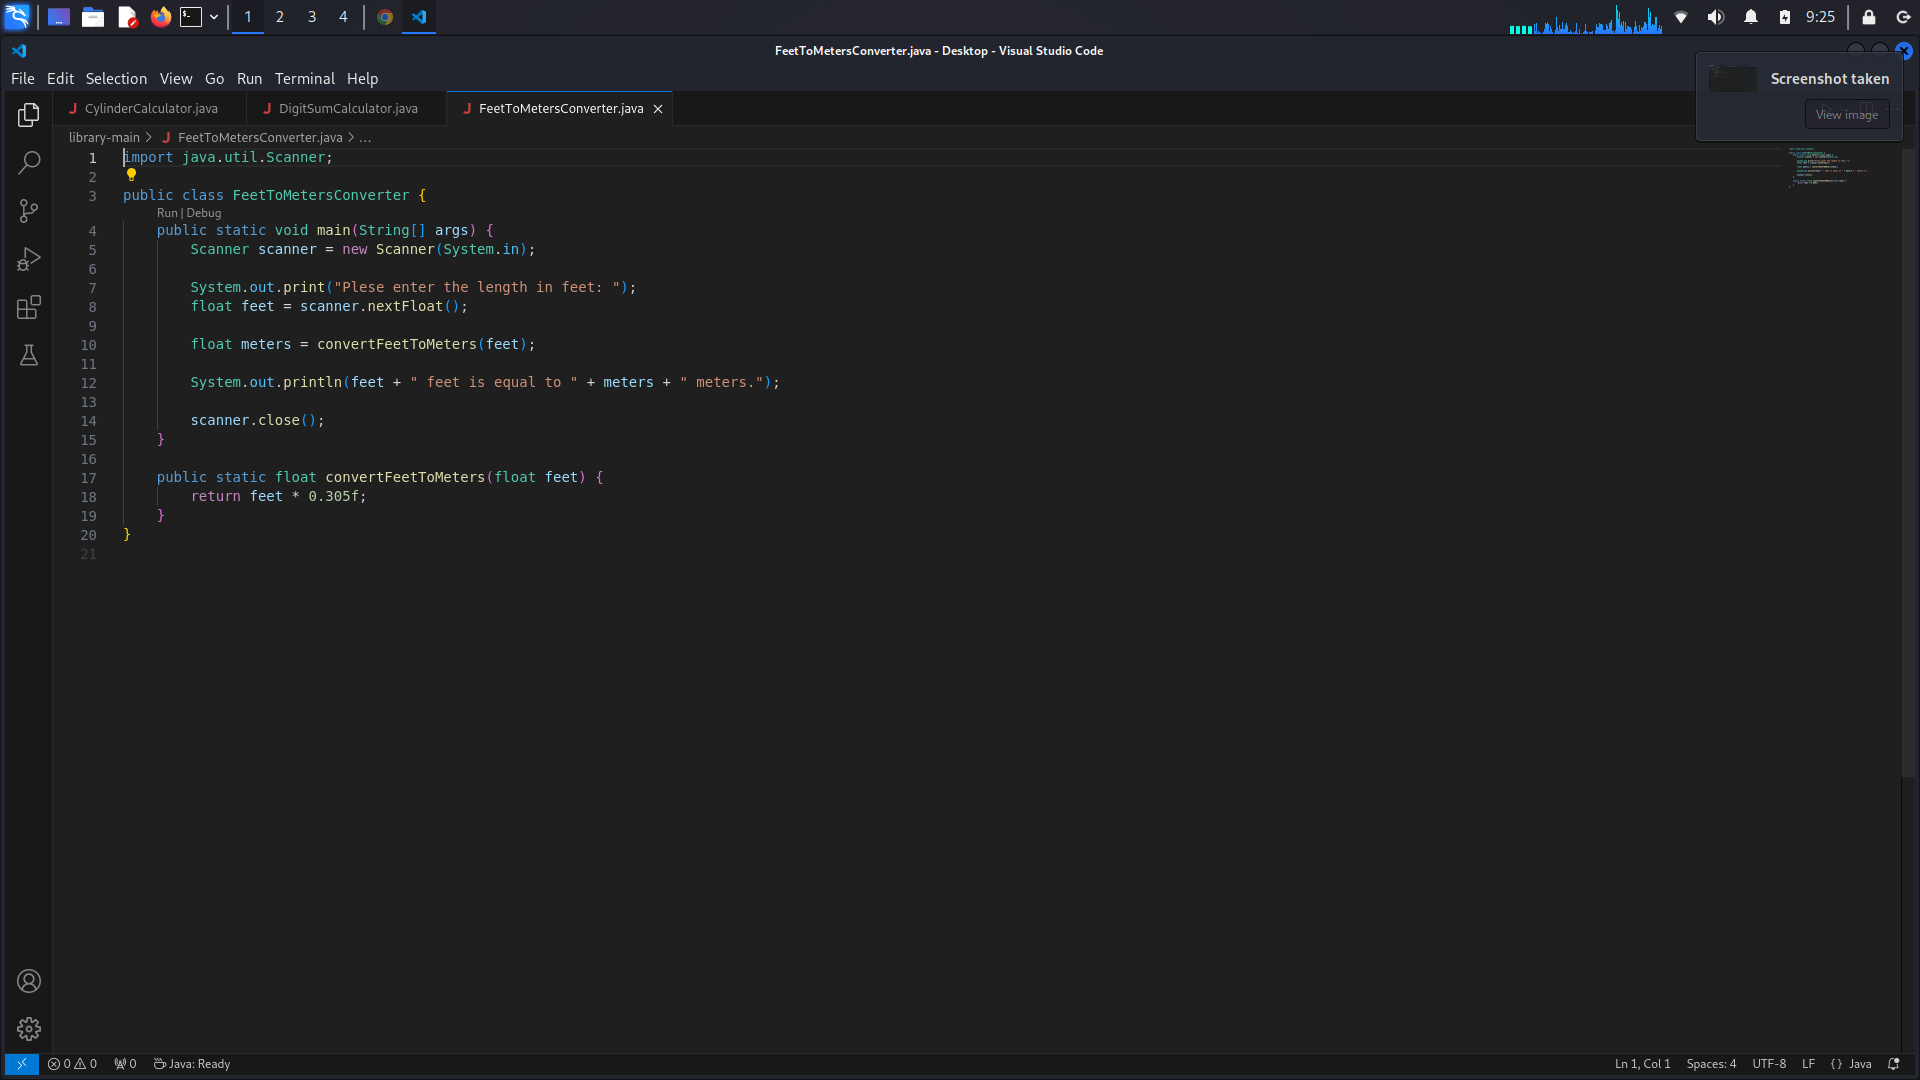 1 2 3 4 9:25
FeetToMetersConverter.java - Desktop - Visual Studio Code
File Edit Selection View Go Run Terminal Help
Screenshot taken
View image
CylinderCalculator.java DigitSumCalculator.java FeetToMetersConverter.java
library-main > FeetToMetersConverter.java > ...
1 import java.util.Scanner;
2
3 public class FeetToMetersConverter {
Run | Debug
4 public static void main(String[] args) {
5 Scanner scanner = new Scanner(System.in);
6
7 System.out.print("Plese enter the length in feet: ");
8 float feet = scanner.nextFloat();
9
10 float meters = convertFeetToMeters(feet);
11
12 System.out.println(feet + " feet is equal to " + meters + " meters.");
13
14 scanner.close();
15 }
16
17 public static float convertFeetToMeters(float feet) {
18 return feet * 0.305f;
19 }
20 }
21
0 0 0 Java: Ready Ln 1, Col 1 Spaces: 4 UTF-8 LF {} Java